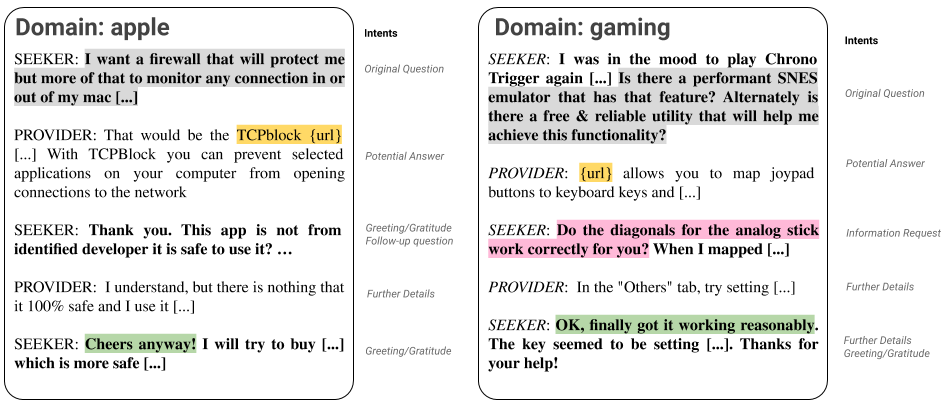 Domain: apple
Intents
SEEKER: I want a firewall that will protect me
but more of that to monitor any connection in or
out of my mac [...]
Original Question
PROVIDER: That would be the TCPblock {url}
[...] With TCPBlock you can prevent selected
applications on your computer from opening
connections to the network
Potential Answer
SEEKER: Thank you. This app is not from
identified developer it is safe to use it? …
Greeting/Gratitude
Follow-up question
PROVIDER: I understand, but there is nothing that
it 100% safe and I use it [...]
Further Details
SEEKER: Cheers anyway! I will try to buy [...]
which is more safe [...]
Greeting/Gratitude
Domain: gaming
Intents
SEEKER: I was in the mood to play Chrono
Trigger again [...] Is there a performant SNES
emulator that has that feature? Alternately is
there a free & reliable utility that will help me
achieve this functionality?
Original Question
PROVIDER: {url} allows you to map joypad
buttons to keyboard keys and [...]
Potential Answer
SEEKER: Do the diagonals for the analog stick
work correctly for you? When I mapped [...]
Information Request
PROVIDER: In the "Others" tab, try setting [...]
Further Details
SEEKER: OK, finally got it working reasonably.
The key seemed to be setting [...]. Thanks for
your help!
Further Details
Greeting/Gratitude